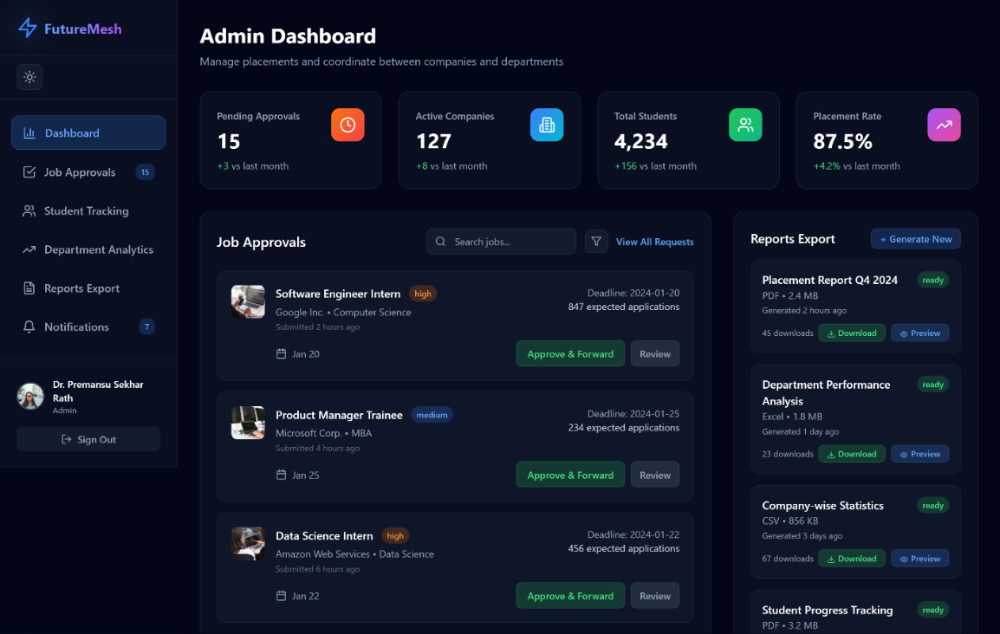 FutureMesh
Dashboard
Job Approvals 15
Student Tracking
Department Analytics
Reports Export
Notifications 7
Dr. Premansu Sekhar
Rath
Admin
Sign Out
Admin Dashboard
Manage placements and coordinate between companies and departments
Pending Approvals
15
+3 vs last month
Active Companies
127
+8 vs last month
Total Students
4,234
+156 vs last month
Placement Rate
87.5%
+4.2% vs last month
Job Approvals
Search jobs...
View All Requests
Software Engineer Intern high
Google Inc. • Computer Science
Submitted 2 hours ago
Deadline: 2024-01-20
847 expected applications
Jan 20
Approve & Forward
Review
Product Manager Trainee medium
Microsoft Corp. • MBA
Submitted 4 hours ago
Deadline: 2024-01-25
234 expected applications
Jan 25
Approve & Forward
Review
Data Science Intern high
Amazon Web Services • Data Science
Submitted 6 hours ago
Deadline: 2024-01-22
456 expected applications
Jan 22
Approve & Forward
Review
Reports Export
+ Generate New
Placement Report Q4 2024 ready
PDF • 2.4 MB
Generated 2 hours ago
45 downloads Download Preview
Department Performance
Analysis
ready
Excel • 1.8 MB
Generated 1 day ago
23 downloads Download Preview
Company-wise Statistics ready
CSV • 856 KB
Generated 3 days ago
67 downloads Download Preview
Student Progress Tracking ready
PDF • 3.2 MB